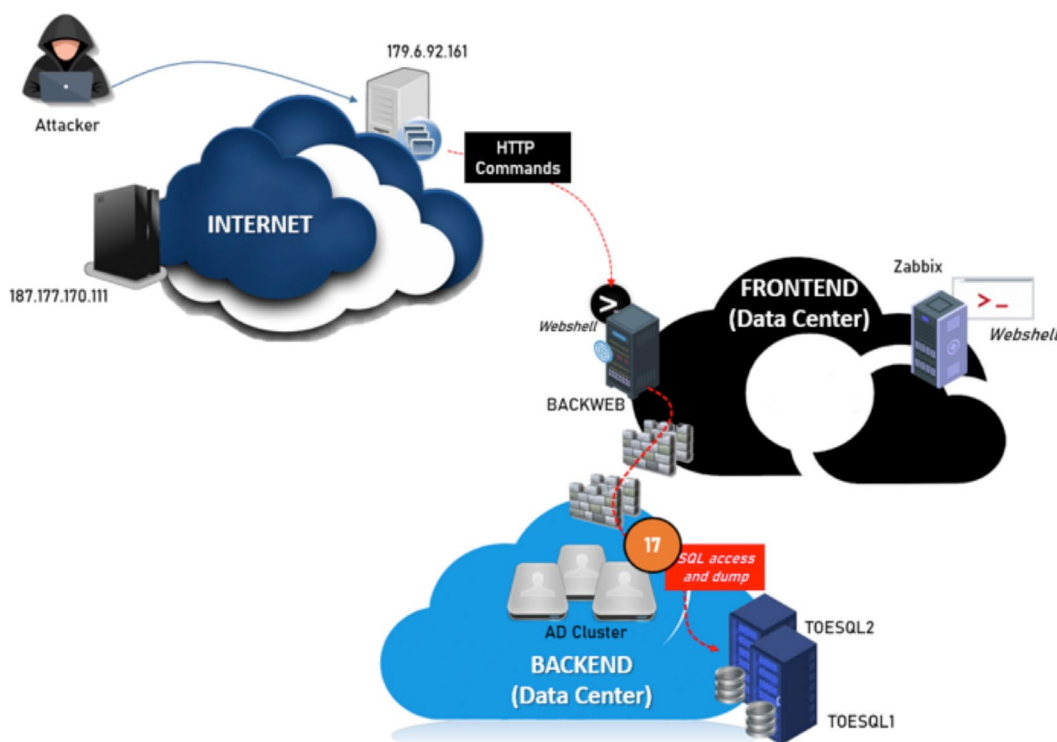 179.6.92.161
Attacker
HTTP
Commands
INTERNET
187.177.170.111
Zabbix
FRONTEND
(Data Center)
Webshell
Webshell
BACKWEB
17
SQL access
and dump
AD Cluster
TOESQL2
BACKEND
(Data Center)
TOESQL1